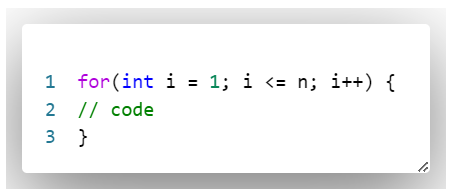 1 for(int i = 1; i <= n; i++) {
2 // code
3 }